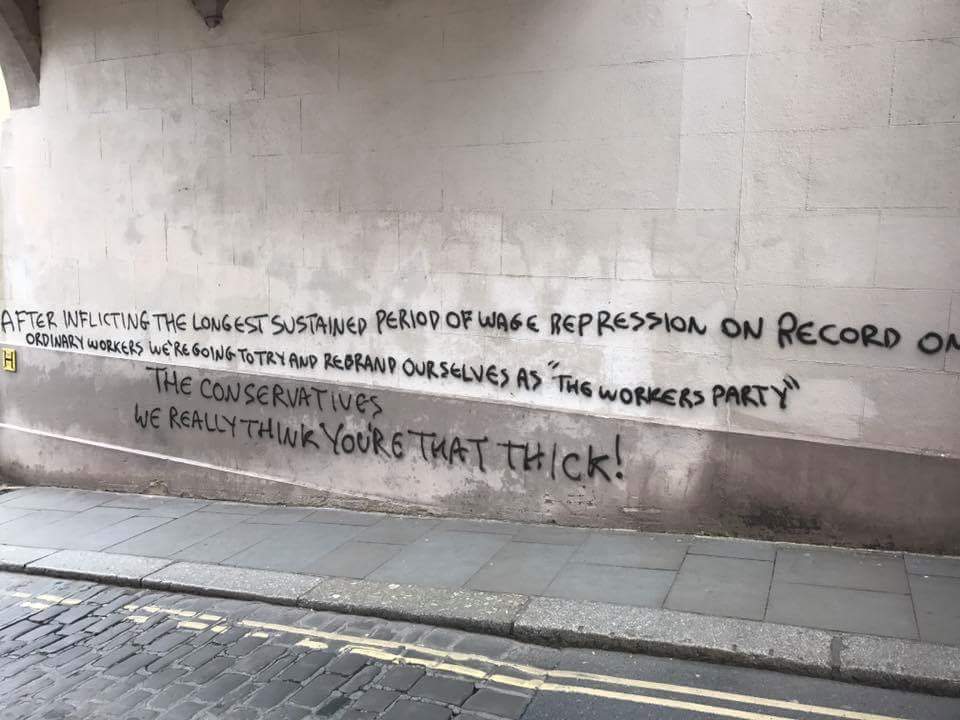 AFTER INFLICTING THE LONGEST SUSTAINED PERIOD OF WAGE REPRESSION ON RECORD ON
ORDINARY WORKERS WE'RE GOING TO TRY AND REBRAND OURSELVES AS "THE WORKERS PARTY"
THE CONSERVATIVES
WE REALLY THINK YOU'RE THAT THICK!
H